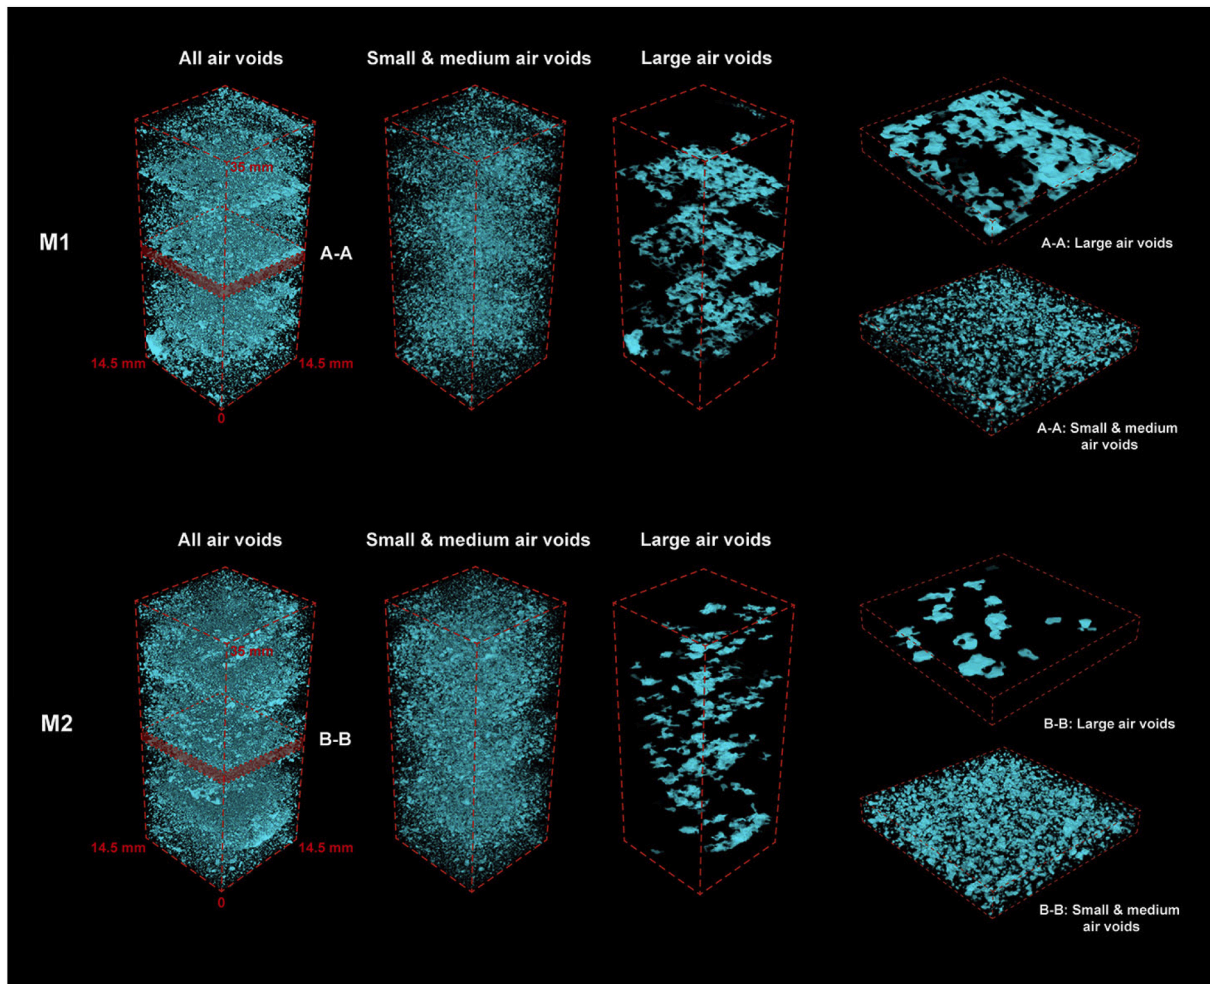 All air voids
Small & medium air voids
Large air voids
35 mm
M1
A-A
A-A: Large air voids
14.5 mm
14.5 mm
0
A-A: Small & medium
air voids
All air voids
Small & medium air voids
Large air voids
35 mm
M2
B-B
B-B: Large air voids
14.5 mm
14.5 mm
0
B-B: Small & medium
air voids